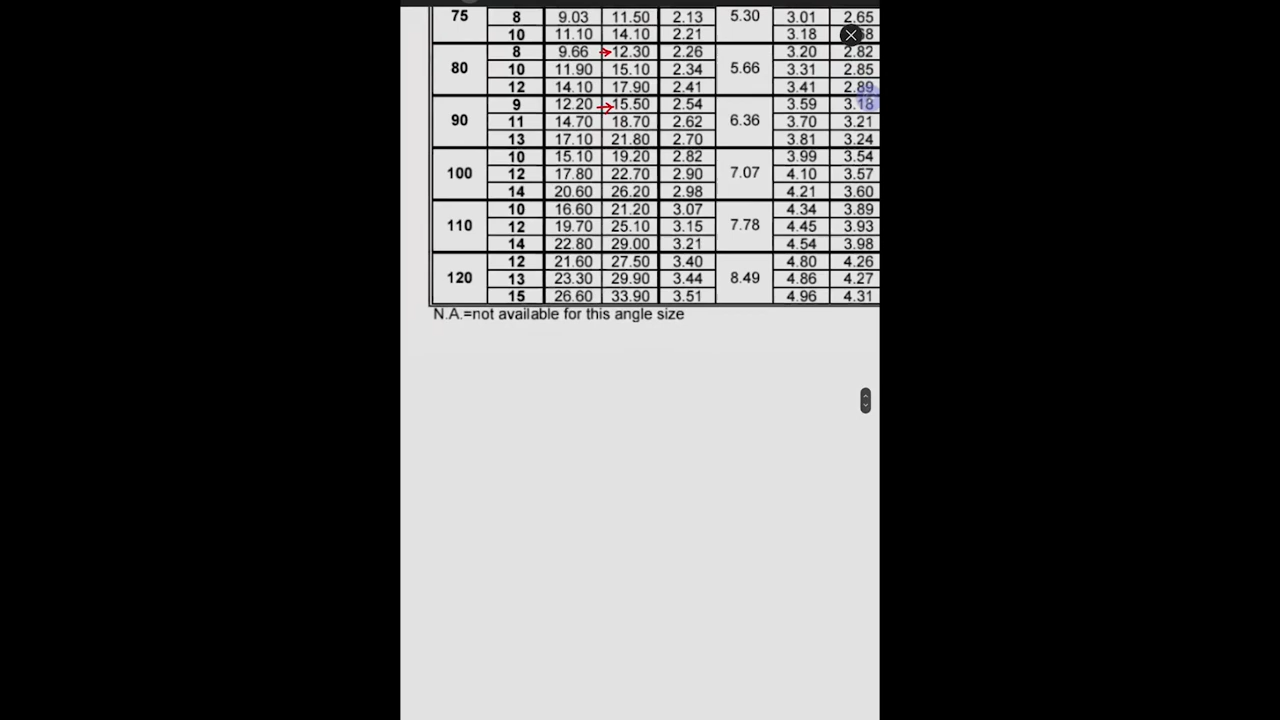 75 8 9.03 11.50 2.13 5.30 3.01 2.65
10 11.10 14.10 2.21 3.18
80 8 9.66 → 12.30 2.26 5.66 3.20 2.82
10 11.90 15.10 2.34 3.31 2.85
12 14.10 17.90 2.41 3.41 2.89
90 9 12.20 → 15.50 2.54 6.36 3.59 3.18
11 14.70 18.70 2.62 3.70 3.21
13 17.10 21.80 2.70 3.81 3.24
100 10 15.10 19.20 2.82 7.07 3.99 3.54
12 17.80 22.70 2.90 4.10 3.57
14 20.60 26.20 2.98 4.21 3.60
110 10 16.60 21.20 3.07 7.78 4.34 3.89
12 19.70 25.10 3.15 4.45 3.93
14 22.80 29.00 3.21 4.54 3.98
120 12 21.60 27.50 3.40 8.49 4.80 4.26
13 23.30 29.90 3.44 4.86 4.27
15 26.60 33.90 3.51 4.96 4.31
N.A.=not available for this angle size